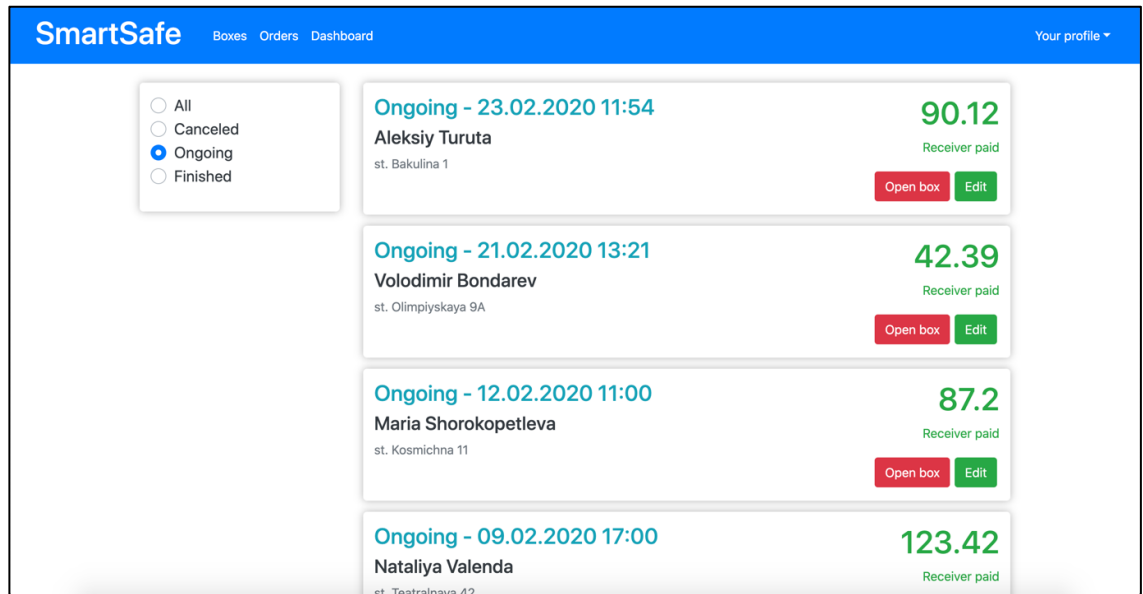 SmartSafe Boxes Orders Dashboard Your profile
All
Canceled
Ongoing
Finished
Ongoing - 23.02.2020 11:54
Aleksiy Turuta
st. Bakulina 1
90.12
Receiver paid
Open box Edit
Ongoing - 21.02.2020 13:21
Volodimir Bondarev
st. Olimpiyskaya 9A
42.39
Receiver paid
Open box Edit
Ongoing - 12.02.2020 11:00
Maria Shorokopetleva
st. Kosmichna 11
87.2
Receiver paid
Open box Edit
Ongoing - 09.02.2020 17:00
Nataliya Valenda
st. Teatralnaya 42
123.42
Receiver paid